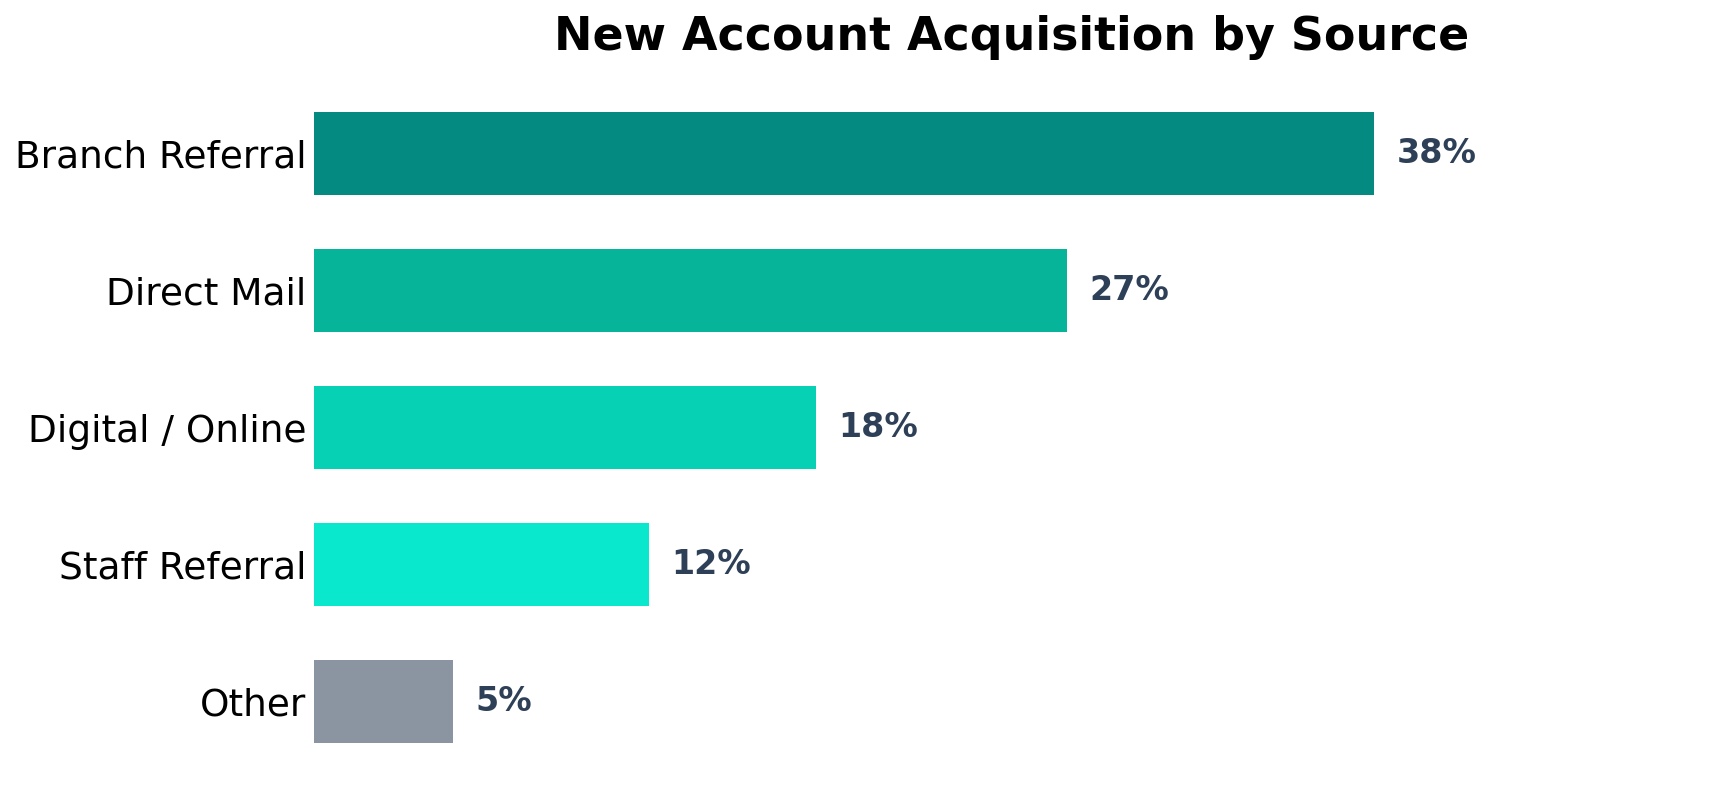 New Account Acquisition by Source
Branch Referral 38%
Direct Mail 27%
Digital / Online 18%
Staff Referral 12%
Other 5%